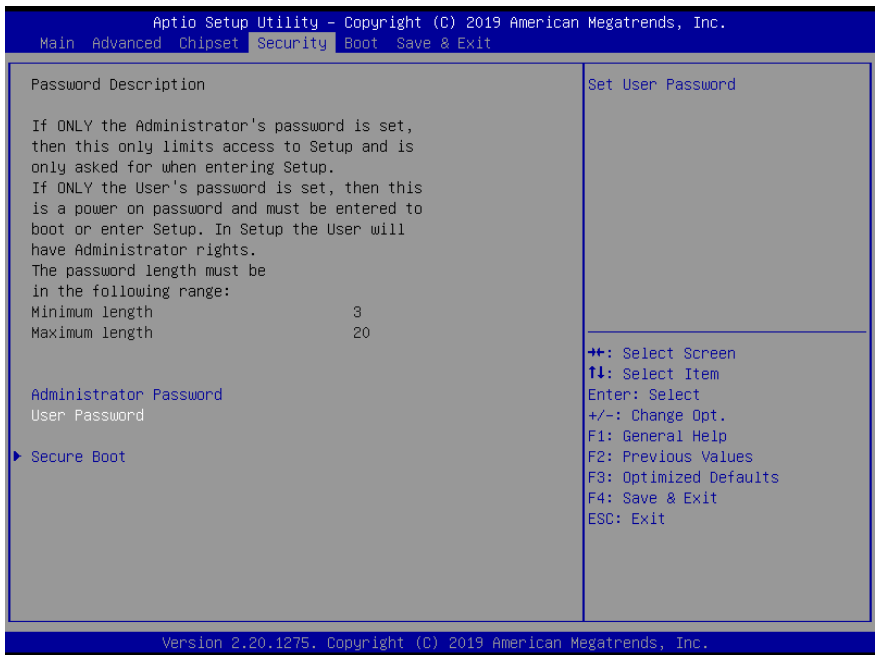 Aptio Setup Utility – Copyright (C) 2019 American Megatrends, Inc.
Main Advanced Chipset Security Boot Save & Exit
Password Description
If ONLY the Administrator's password is set,
then this only limits access to Setup and is
only asked for when entering Setup.
If ONLY the User's password is set, then this
is a power on password and must be entered to
boot or enter Setup. In Setup the User will
have Administrator rights.
The password length must be
in the following range:
Minimum length 3
Maximum length 20
Administrator Password
User Password
Secure Boot
Set User Password
→←: Select Screen
↑↓: Select Item
Enter: Select
+/-: Change Opt.
F1: General Help
F2: Previous Values
F3: Optimized Defaults
F4: Save & Exit
ESC: Exit
Version 2.20.1275. Copyright (C) 2019 American Megatrends, Inc.